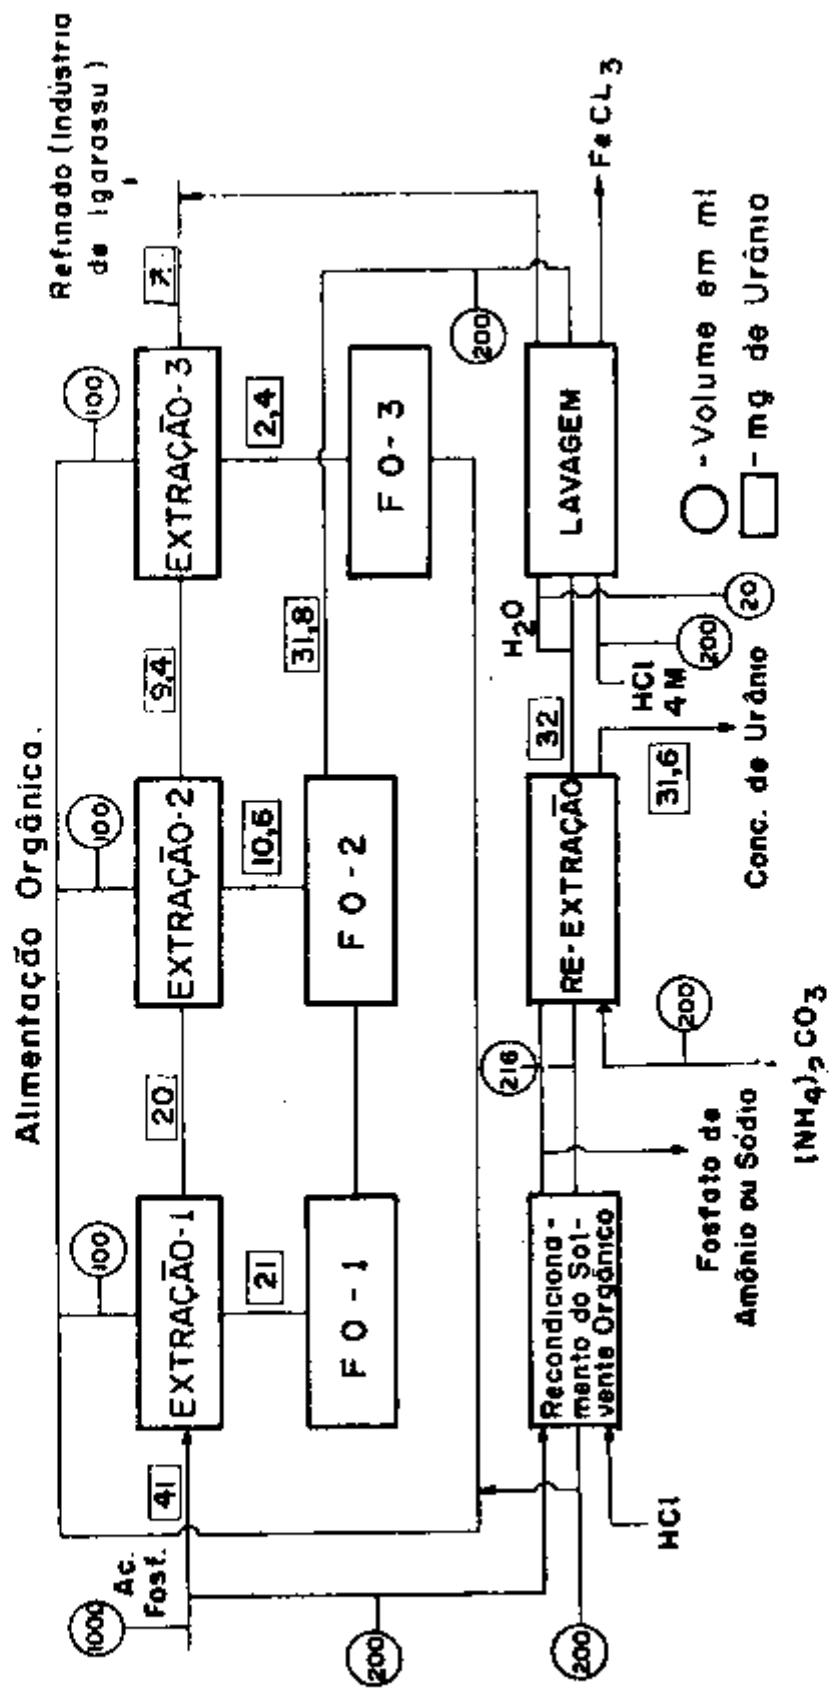 Alimentação Orgânica.
Refinado (Indústria
de Igarassu)
1000
Ac.
Fosf.
41
100
EXTRAÇÃO-1
20
100
EXTRAÇÃO-2
9,4
100
EXTRAÇÃO-3
7
21
10,6
2,4
FO-1
FO-2
31,8
FO-3
200
200
200
Recondiciona-
mento do Sol-
vente Orgânico
HCl
216
RE-EXTRAÇÃO
32
H2O
LAVAGEM
FeCL3
HCl
4M
200
20
Fosfato de
Amônio ou Sódio
200
(NH4)2CO3
31,6
Conc. de Urânio
- Volume em ml
- mg de Urânio